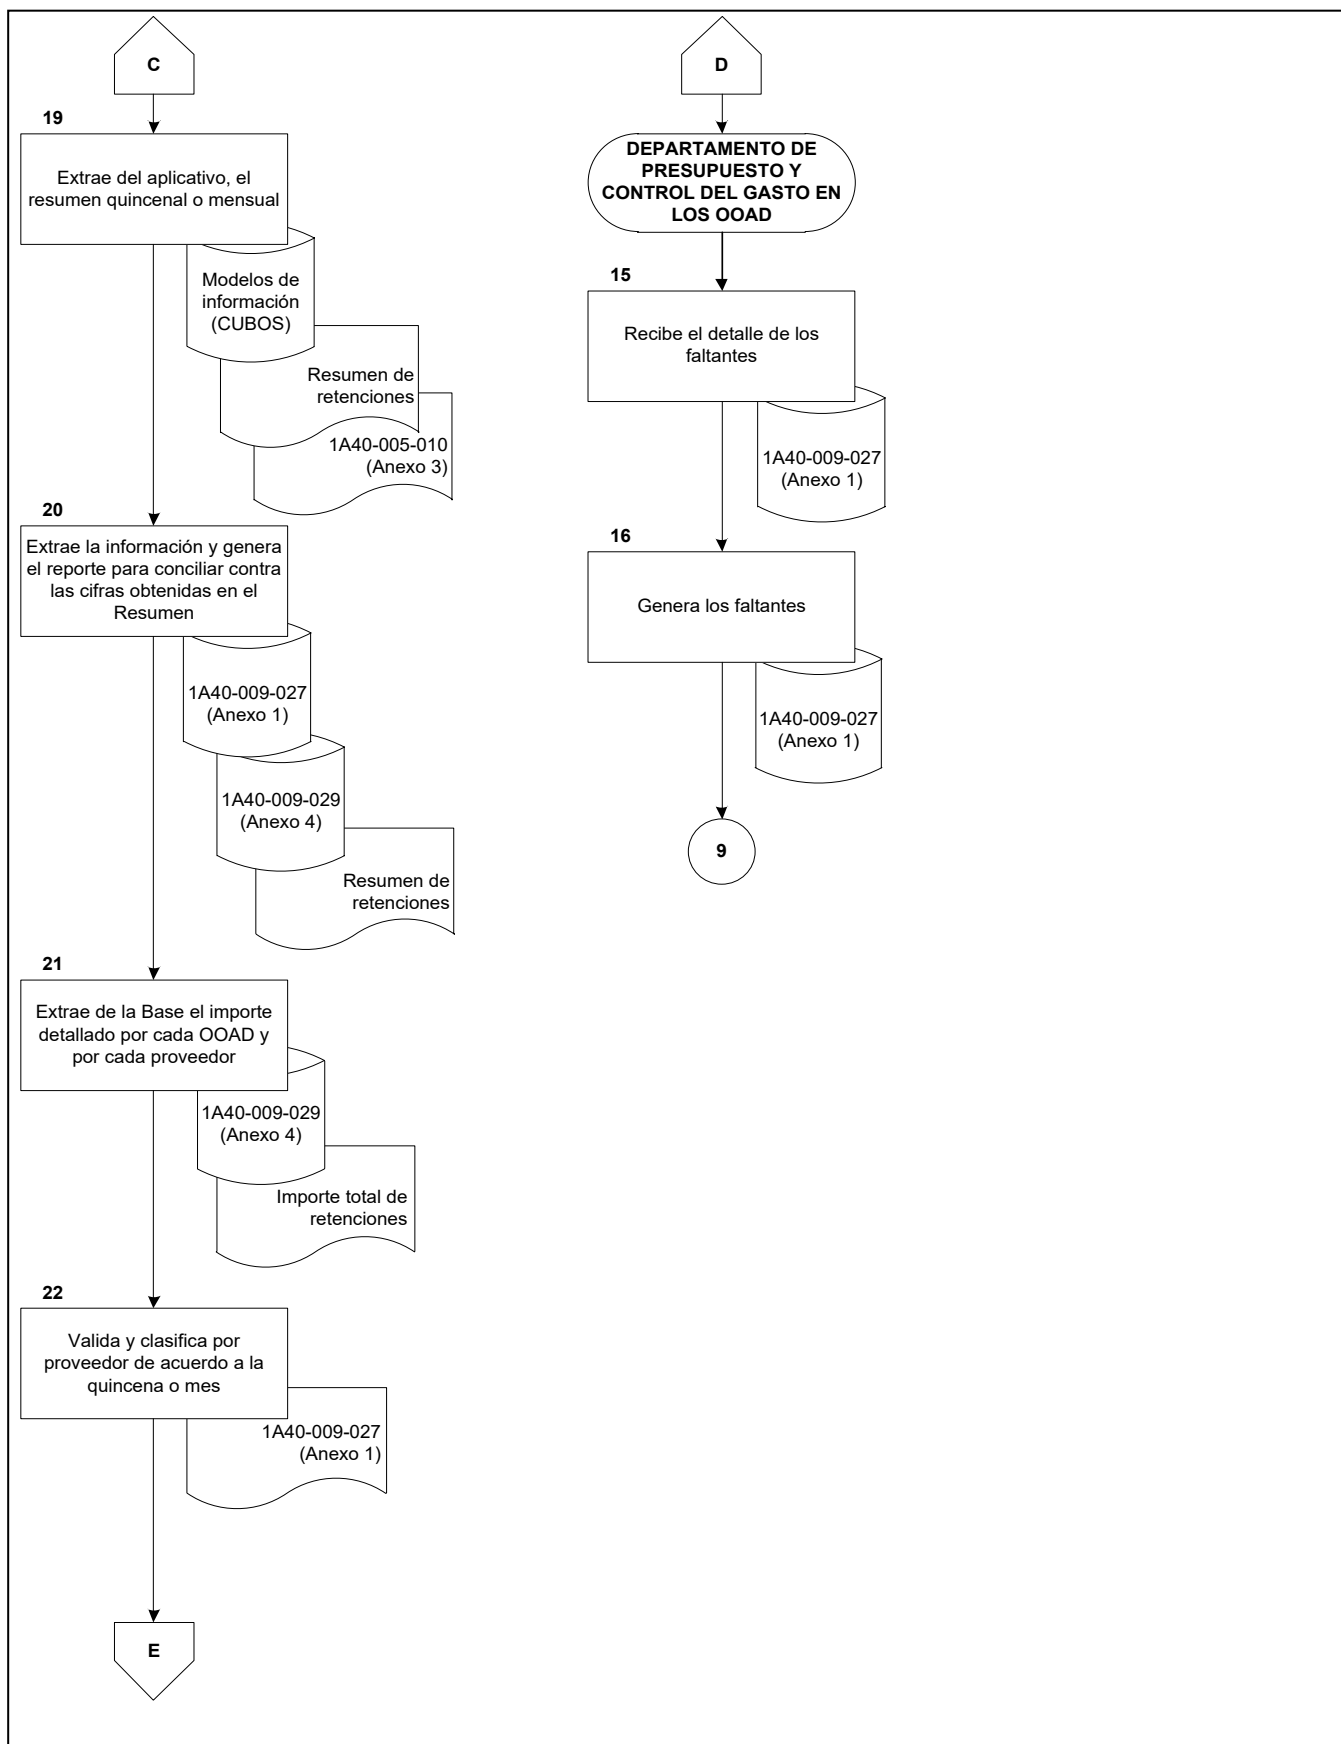 C
19
Extrae del aplicativo, el
resumen quincenal o mensual
Modelos de
información
(CUBOS)
Resumen de
retenciones
1A40-005-010
(Anexo 3)
20
Extrae la información y genera
el reporte para conciliar contra
las cifras obtenidas en el
Resumen
1A40-009-027
(Anexo 1)
1A40-009-029
(Anexo 4)
Resumen de
retenciones
21
Extrae de la Base el importe
detallado por cada OOAD y
por cada proveedor
1A40-009-029
(Anexo 4)
Importe total de
retenciones
22
Valida y clasifica por
proveedor de acuerdo a la
quincena o mes
1A40-009-027
(Anexo 1)
E
D
DEPARTAMENTO DE
PRESUPUESTO Y
CONTROL DEL GASTO EN
LOS OOAD
15
Recibe el detalle de los
faltantes
1A40-009-027
(Anexo 1)
16
Genera los faltantes
1A40-009-027
(Anexo 1)
9